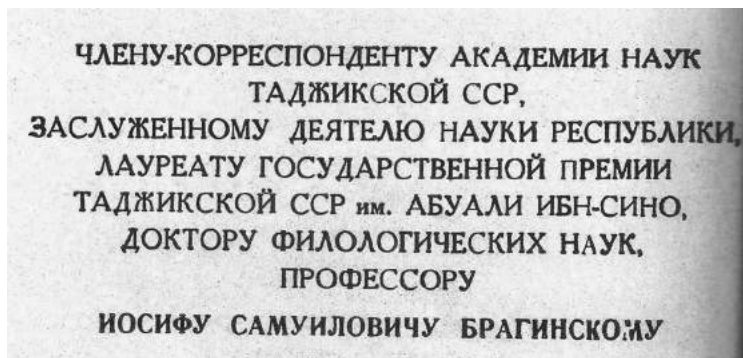 ЧЛЕНУ-КОРРЕСПОНДЕНТУ АКАДЕМИИ НАУК
ТАДЖИКСКОЙ ССР,
ЗАСЛУЖЕННОМУ ДЕЯТЕЛЮ НАУКИ РЕСПУБЛИКИ,
ЛАУРЕАТУ ГОСУДАРСТВЕННОЙ ПРЕМИИ
ТАДЖИКСКОЙ ССР им. АБУАЛИ ИБН-СИНО,
ДОКТОРУ ФИЛОЛОГИЧЕСКИХ НАУК,
ПРОФЕССОРУ
ИОСИФУ САМУИЛОВИЧУ БРАГИНСКОМУ